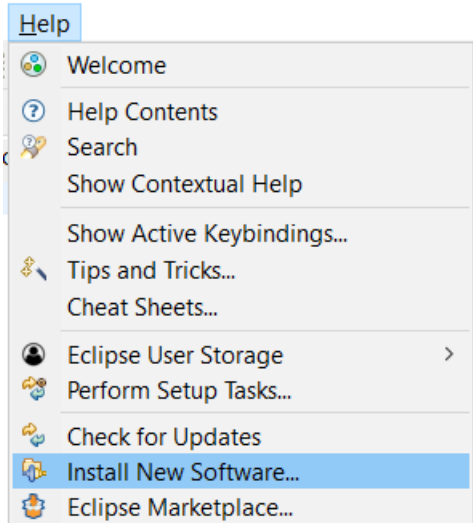 Help
Welcome
Help Contents
Search
Show Contextual Help
Show Active Keybindings...
Tips and Tricks...
Cheat Sheets...
Eclipse User Storage
Perform Setup Tasks...
Check for Updates
Install New Software...
Eclipse Marketplace...